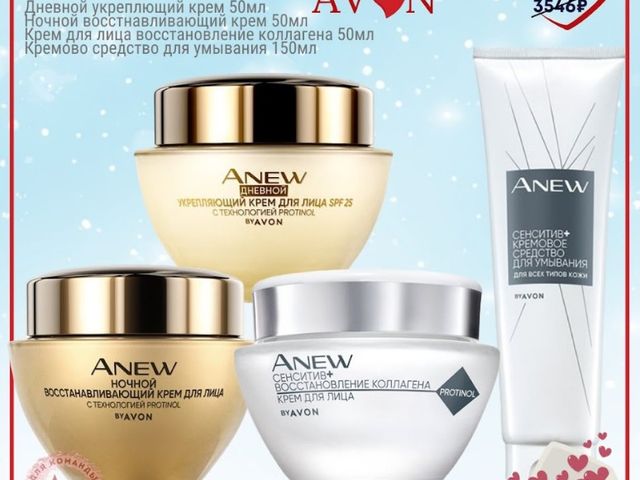 Дневной укрепляющий крем 50мл
Ночной восстнавливающий крем 50мл
Крем для лица восстановление коллагена 50мл
Кремово средство для умывания 150мл
AVON
3546₽
ANEW
ДНЕВНОЙ
УКРЕПЛЯЮЩИЙ КРЕМ ДЛЯ ЛИЦА SPF 25
С ТЕХНОЛОГИЕЙ PROTINOL
BY AVON
ANEW
СЕНСИТИВ+
КРЕМОВОЕ
СРЕДСТВО
ДЛЯ УМЫВАНИЯ
ДЛЯ ВСЕХ ТИПОВ КОЖИ
BY AVON
ANEW
НОЧНОЙ
ВОССТАНАВЛИВАЮЩИЙ КРЕМ ДЛЯ ЛИЦА
С ТЕХНОЛОГИЕЙ PROTINOL
BY AVON
ANEW
СЕНСИТИВ+
ВОССТАНОВЛЕНИЕ КОЛЛАГЕНА
КРЕМ ДЛЯ ЛИЦА
PROTINOL
BY AVON
ДЛЯ КОМАНДЫ